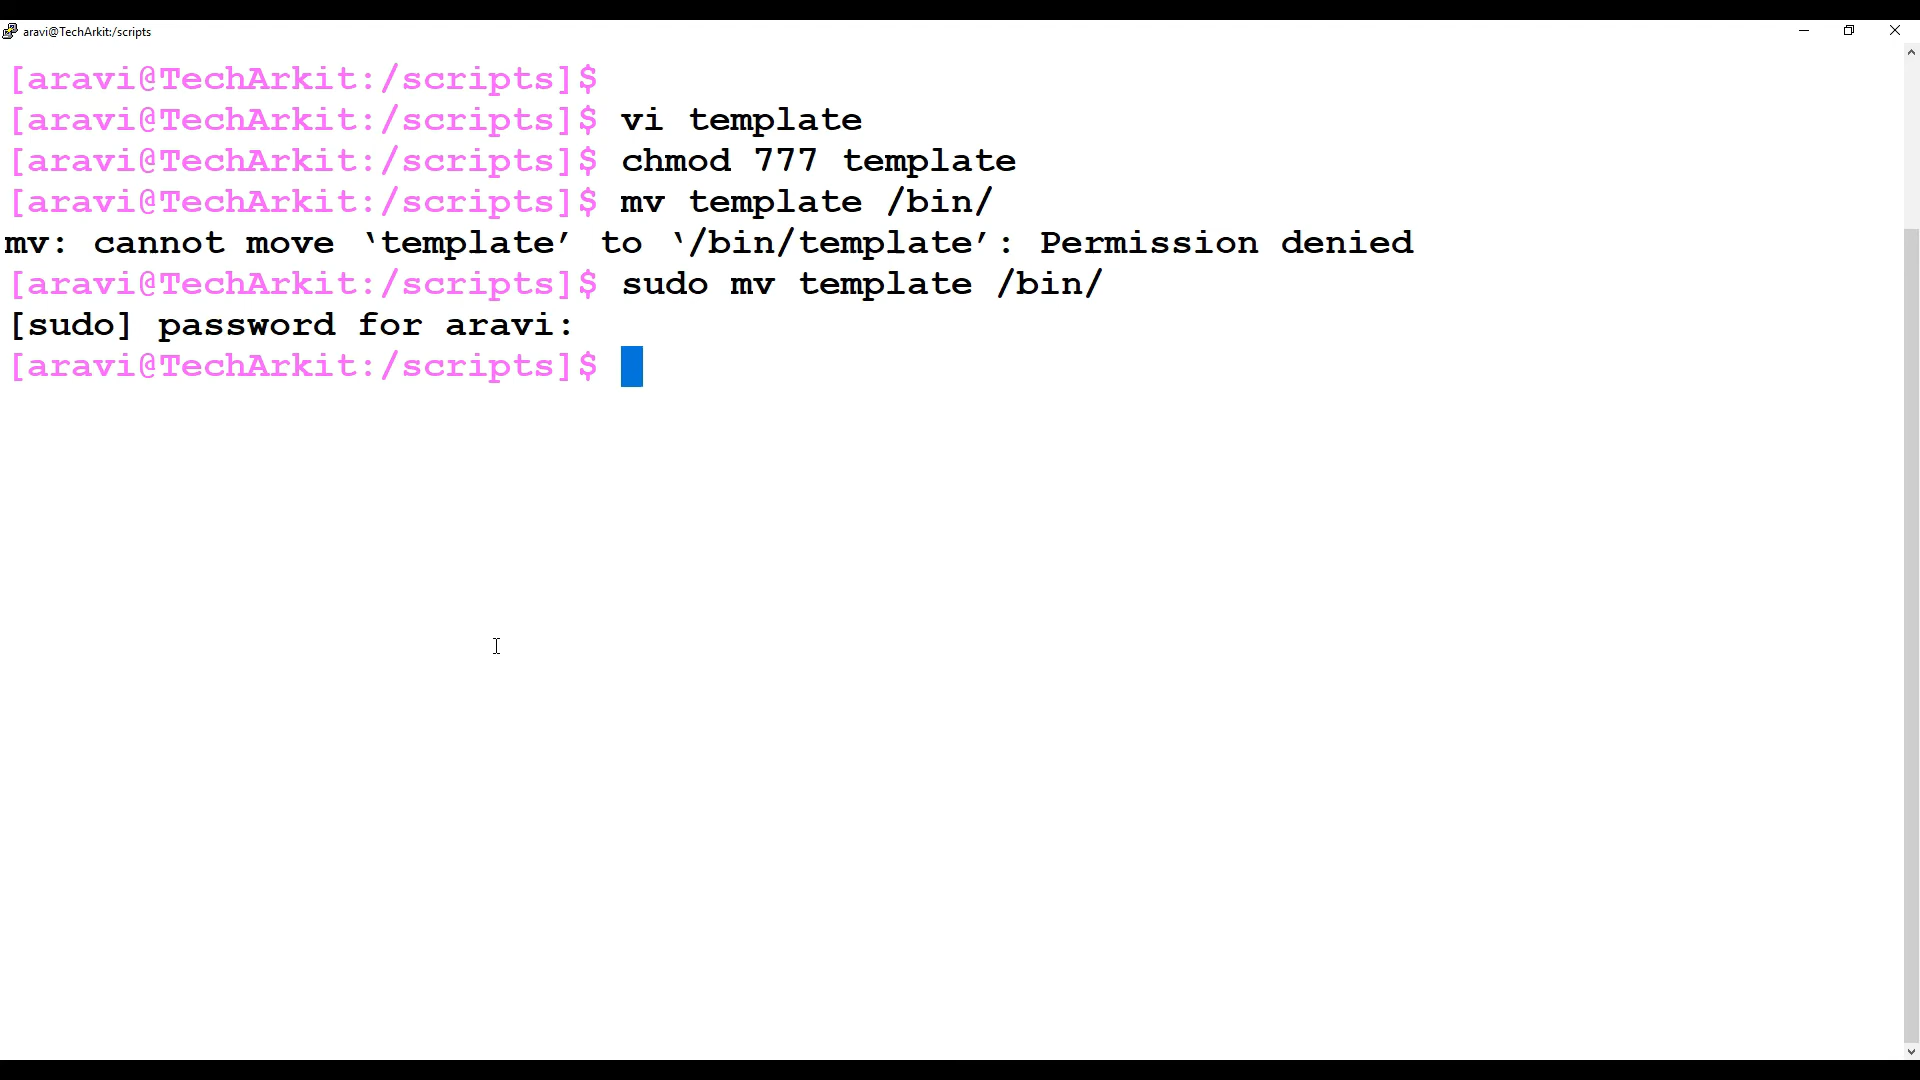 aravi@TechArkit:/scripts
[aravi@TechArkit:/scripts]$
[aravi@TechArkit:/scripts]$ vi template
[aravi@TechArkit:/scripts]$ chmod 777 template
[aravi@TechArkit:/scripts]$ mv template /bin/
mv: cannot move ‘template’ to ‘/bin/template’: Permission denied
[aravi@TechArkit:/scripts]$ sudo mv template /bin/
[sudo] password for aravi:
[aravi@TechArkit:/scripts]$